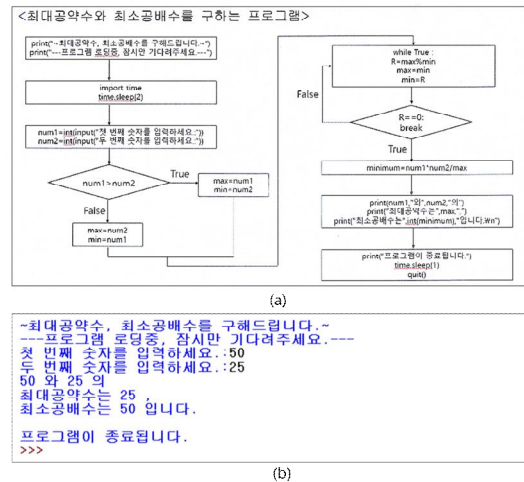 <최대공약수와 최소공배수를 구하는 프로그램>
print("~최대공약수, 최소공배수를 구해드립니다.~")
print("---프로그램 로딩중, 잠시만 기다려주세요.---")
import time
time.sleep(2)
num1=int(input("첫 번째 숫자를 입력하세요.:"))
num2=int(input("두 번째 숫자를 입력하세요.:"))
num1>num2
True
max=num1
min=num2
False
max=num2
min=num1
while True :
R=max%min
max=min
min=R
False
R==0:
break
True
minimum=num1*num2/max
print(num1,"와",num2,"의")
print("최대공약수는",max,",")
print("최소공배수는",int(minimum),"입니다.\n")
print("프로그램이 종료됩니다.")
time.sleep(1)
quit()
(a)
~최대공약수, 최소공배수를 구해드립니다.~
---프로그램 로딩중, 잠시만 기다려주세요.---
첫 번째 숫자를 입력하세요.:50
두 번째 숫자를 입력하세요.:25
50 와 25 의
최대공약수는 25 ,
최소공배수는 50 입니다.
프로그램이 종료됩니다.
>>>
(b)